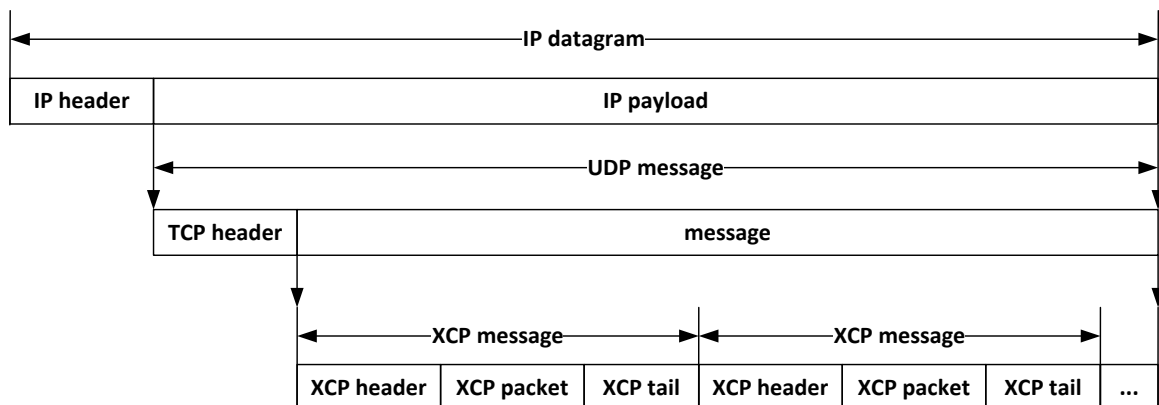 IP datagram
IP header IP payload
UDP message
TCP header message
XCP message XCP message
XCP header XCP packet XCP tail XCP header XCP packet XCP tail ...